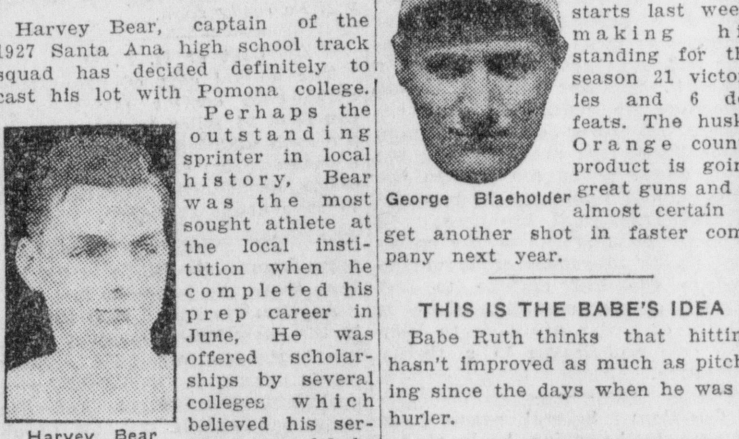 Harvey Bear, captain of the
1927 Santa Ana high school track
squad has decided definitely to
cast his lot with Pomona college.
Perhaps the
outstanding
sprinter in local
history, Bear
was the most
sought athlete at
the local insti-
tution when he
completed his
prep career in
June, He was
offered scholar-
ships by several
colleges which
believed his ser-
Harvey Bear
starts last wee
making hi
standing for th
season 21 victor
ies and 6 de
feats. The husk
Orange coun
product is goin
great guns and
almost certain
George Blaeholder
get another shot in faster com
pany next year.
THIS IS THE BABE'S IDEA
Babe Ruth thinks that hittin
hasn't improved as much as pitch
ing since the days when he was
hurler.